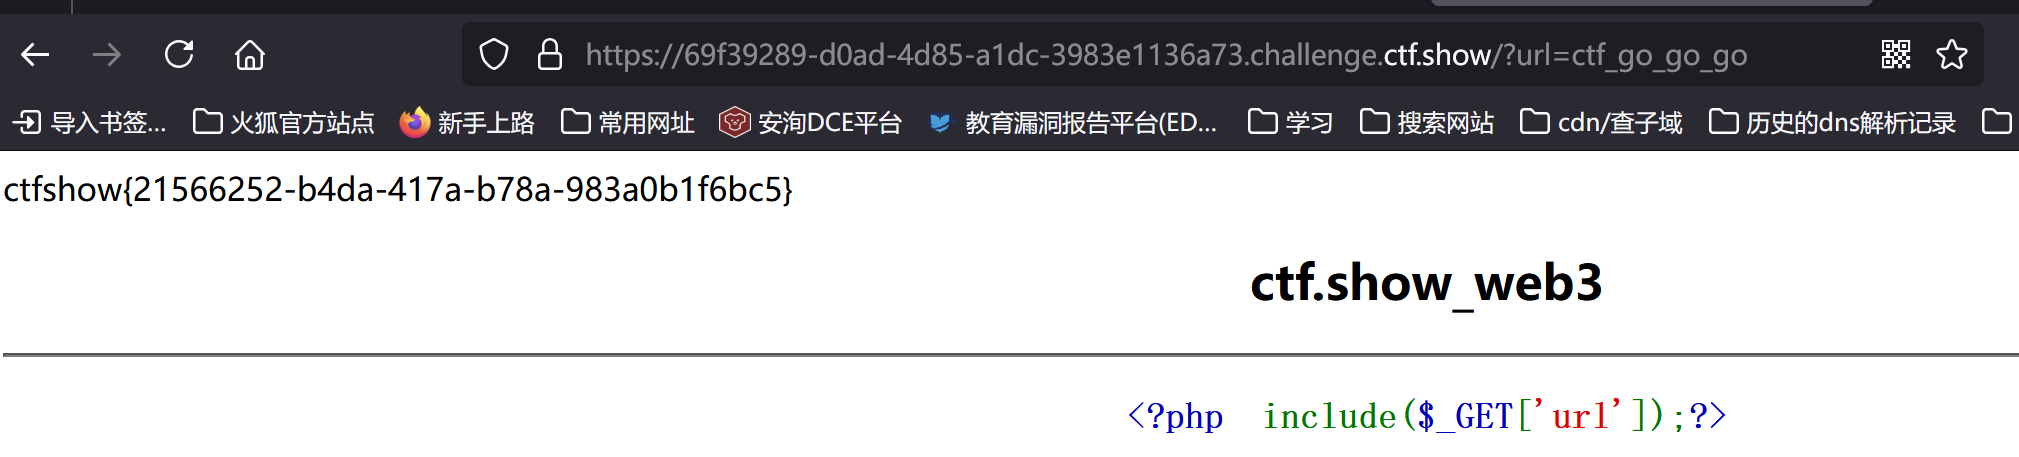 https://69f39289-d0ad-4d85-a1dc-3983e1136a73.challenge.ctf.show/?url=ctf_go_go_go
导入书签... 火狐官方站点 新手上路 常用网址 安洵DCE平台 教育漏洞报告平台(ED... 学习 搜索网站 cdn/查子域 历史的dns解析记录
ctfshow{21566252-b4da-417a-b78a-983a0b1f6bc5}
ctf.show_web3
<?php  include($_GET['url']);?>